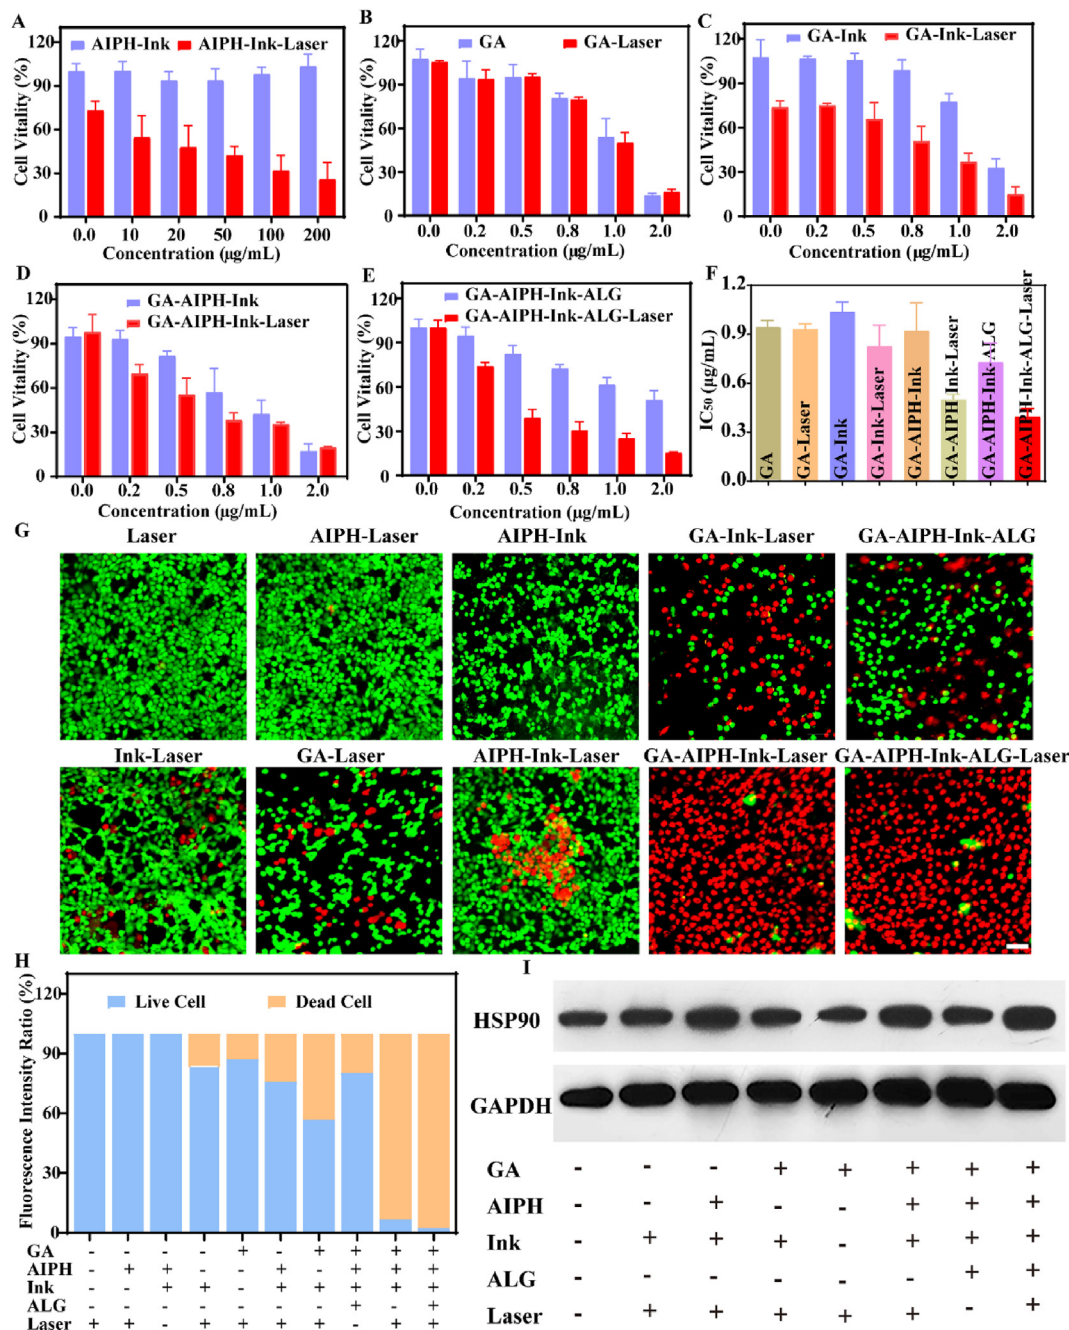 A
AIPH-Ink
AIPH-Ink-Laser
Cell Vitality (%)
120
90
60
30
0
0.0 10 20 50 100 200
Concentration (μg/mL)
B
GA
GA-Laser
Cell Vitality (%)
120
90
60
30
0
0.0 0.2 0.5 0.8 1.0 2.0
Concentration (μg/mL)
C
GA-Ink
GA-Ink-Laser
Cell Vitality (%)
120
90
60
30
0
0.0 0.2 0.5 0.8 1.0 2.0
Concentration (μg/mL)
D
GA-AIPH-Ink
GA-AIPH-Ink-Laser
Cell Vitality (%)
120
90
60
30
0
0.0 0.2 0.5 0.8 1.0 2.0
Concentration (μg/mL)
E
GA-AIPH-Ink-ALG
GA-AIPH-Ink-ALG-Laser
Cell Vitality (%)
120
90
60
30
0
0.0 0.2 0.5 0.8 1.0 2.0
Concentration (μg/mL)
F
IC50 (μg/mL)
1.2
0.9
0.6
0.3
0.0
GA
GA-Laser
GA-Ink
GA-Ink-Laser
GA-AIPH-Ink
GA-AIPH-Ink-Laser
GA-AIPH-Ink-ALG
GA-AIPH-Ink-ALG-Laser
G
Laser AIPH-Laser AIPH-Ink GA-Ink-Laser GA-AIPH-Ink-ALG
Ink-Laser GA-Laser AIPH-Ink-Laser GA-AIPH-Ink-Laser GA-AIPH-Ink-ALG-Laser
H
Live Cell
Dead Cell
Fluorescence Intensity Ratio (%)
120
90
60
30
0
GA - - - - + - + + + +
AIPH - + + - - + - + + +
Ink - - + + - + + + + +
ALG - - - - - - - + - +
Laser + + - + + + + - + +
I
HSP90
GAPDH
GA - - - + + + + +
AIPH - - + - - + + +
Ink - + + + - + + +
ALG - - - - - - + +
Laser - + + + + + - +